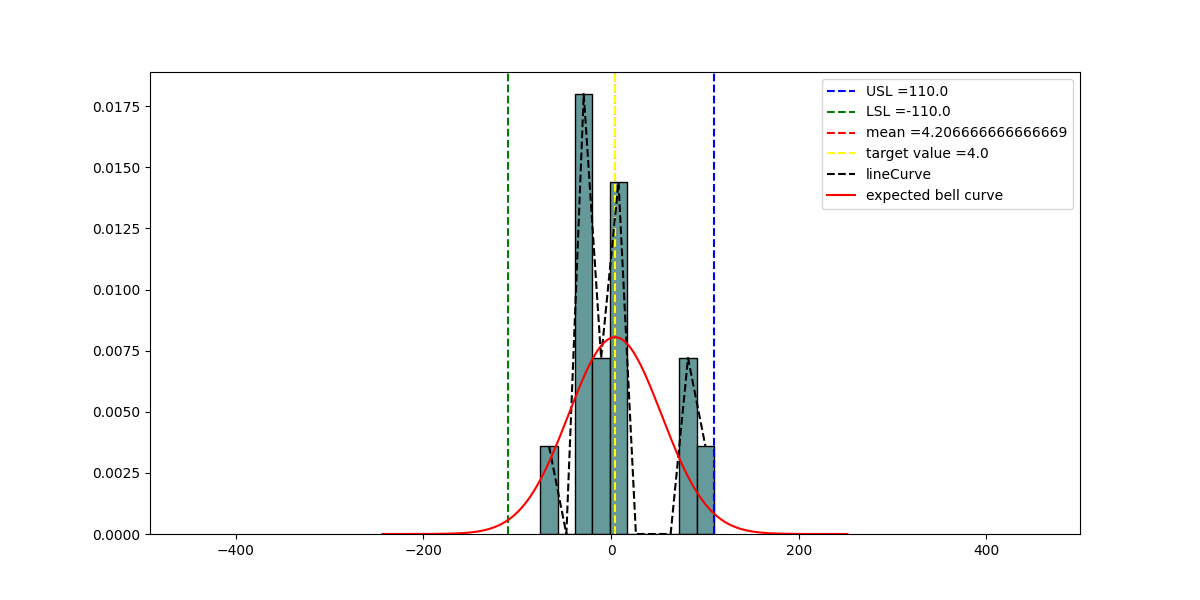 0.0175
0.0150
0.0125
0.0100
0.0075
0.0050
0.0025
0.0000
−400
−200
0
200
400
USL =110.0
LSL =-110.0
mean =4.206666666666669
target value =4.0
lineCurve
expected bell curve